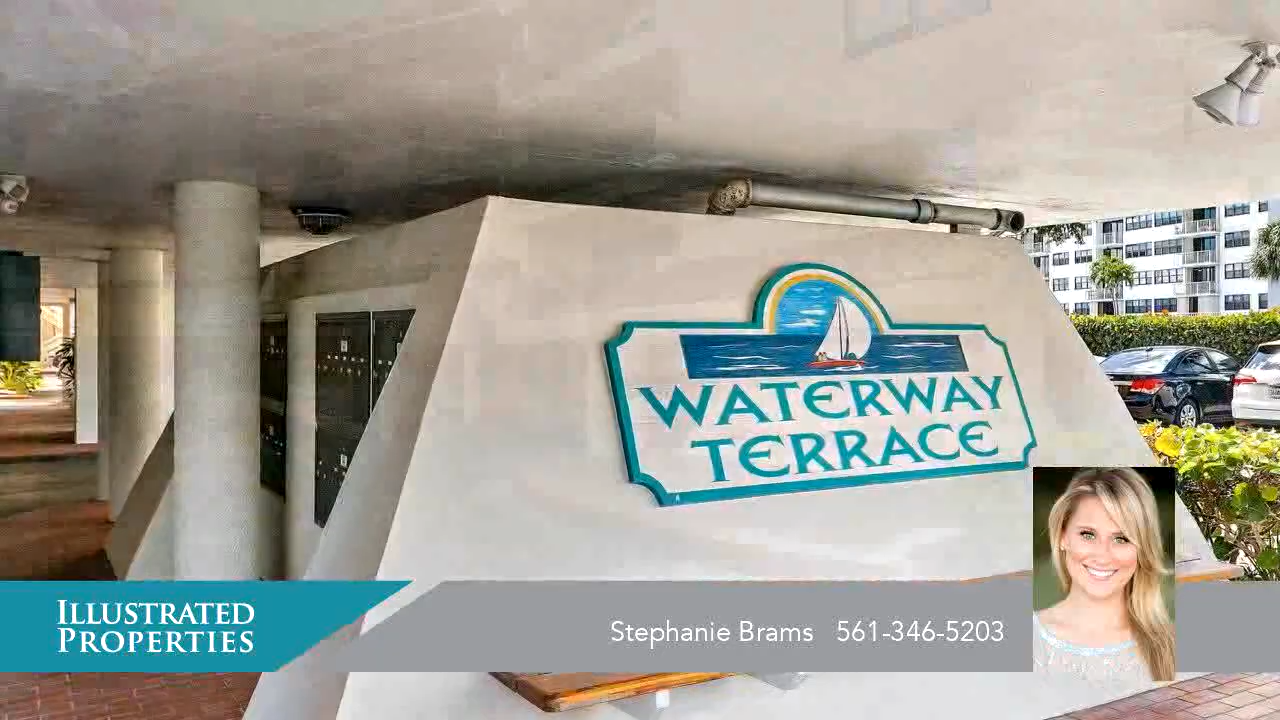 WATERWAY
TERRACE
ILLUSTRATED
PROPERTIES
Stephanie Brams 561-346-5203